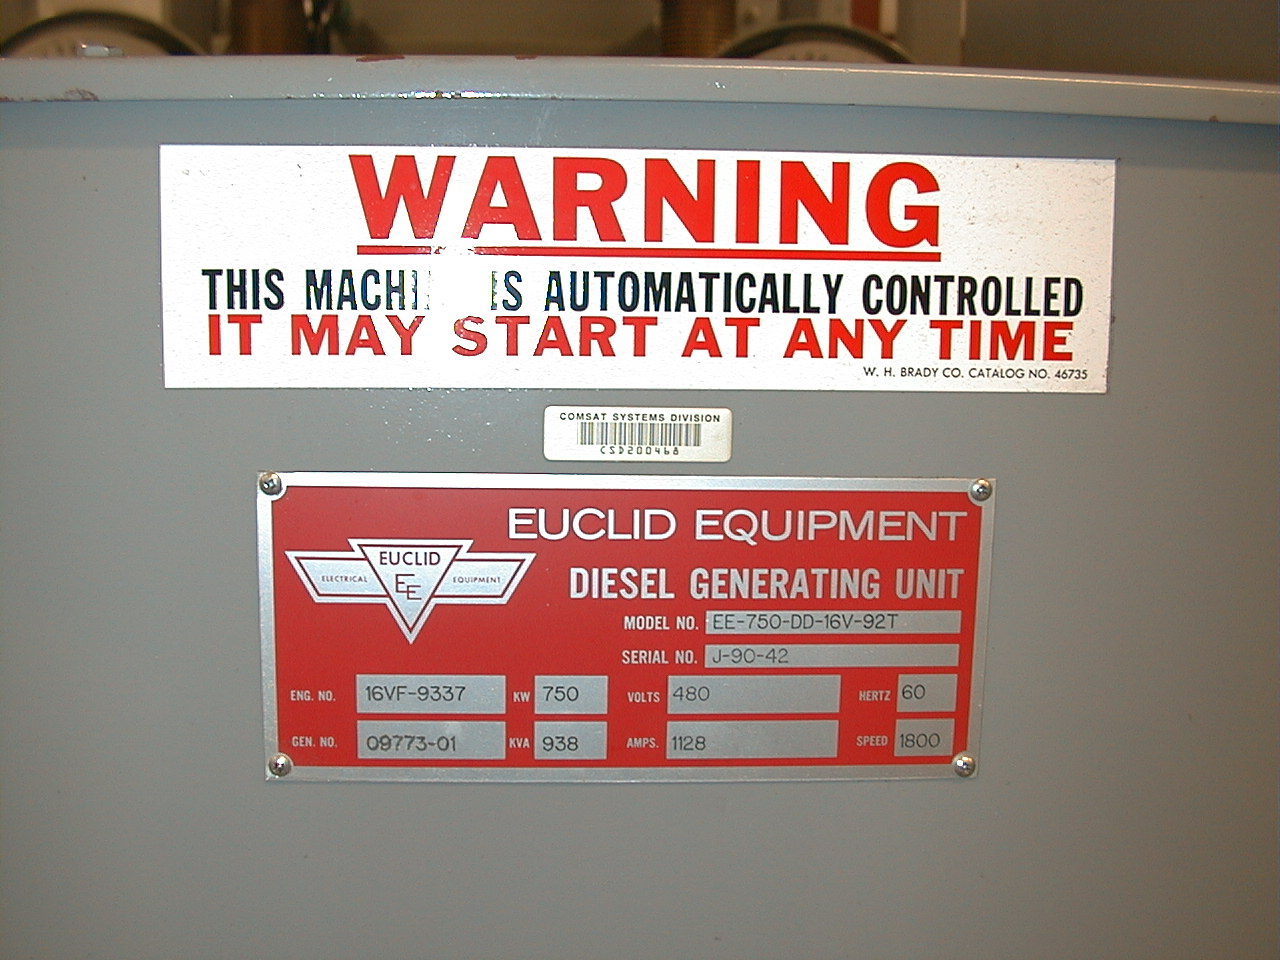 WARNING
THIS MACHINE IS AUTOMATICALLY CONTROLLED
IT MAY START AT ANY TIME
W. H. BRADY CO. CATALOG NO. 46735
COMSAT SYSTEMS DIVISION
CSD200468
EUCLID EQUIPMENT
EUCLID
ELECTRICAL EE EQUIPMENT
DIESEL GENERATING UNIT
MODEL NO. EE-750-DD-16V-92T
SERIAL NO. J-90-42
ENG. NO. 16VF-9337 KW 750 VOLTS 480 HERTZ 60
GEN. NO. 09773-01 KVA 938 AMPS. 1128 SPEED 1800